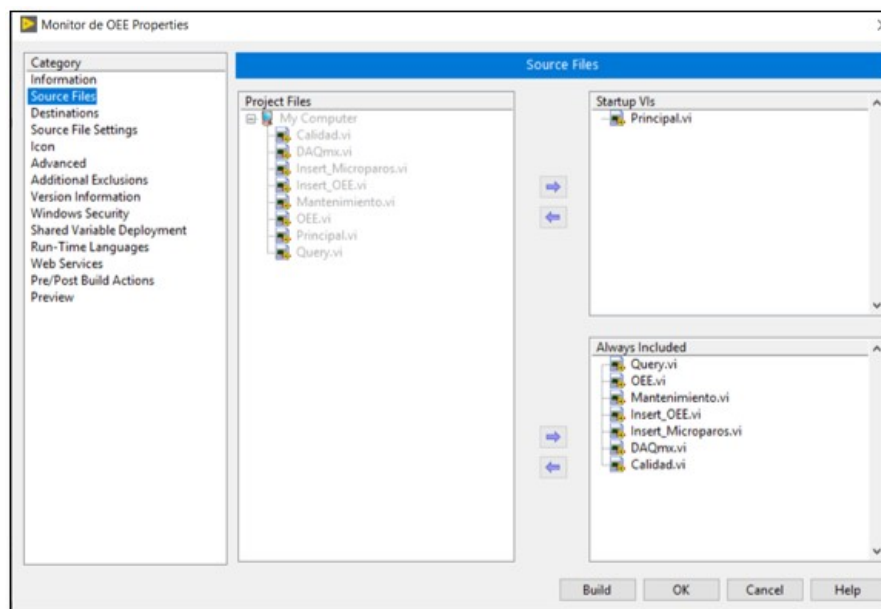 Monitor de OEE Properties
Category
Information
Source Files
Destinations
Source File Settings
Icon
Advanced
Additional Exclusions
Version Information
Windows Security
Shared Variable Deployment
Run-Time Languages
Web Services
Pre/Post Build Actions
Preview
Source Files
Project Files
My Computer
Calidad.vi
DAQmx.vi
Insert_Microparos.vi
Insert_OEE.vi
Mantenimiento.vi
OEE.vi
Principal.vi
Query.vi
Startup VIs
Principal.vi
Always Included
Query.vi
OEE.vi
Mantenimiento.vi
Insert_OEE.vi
Insert_Microparos.vi
DAQmx.vi
Calidad.vi
Build OK Cancel Help